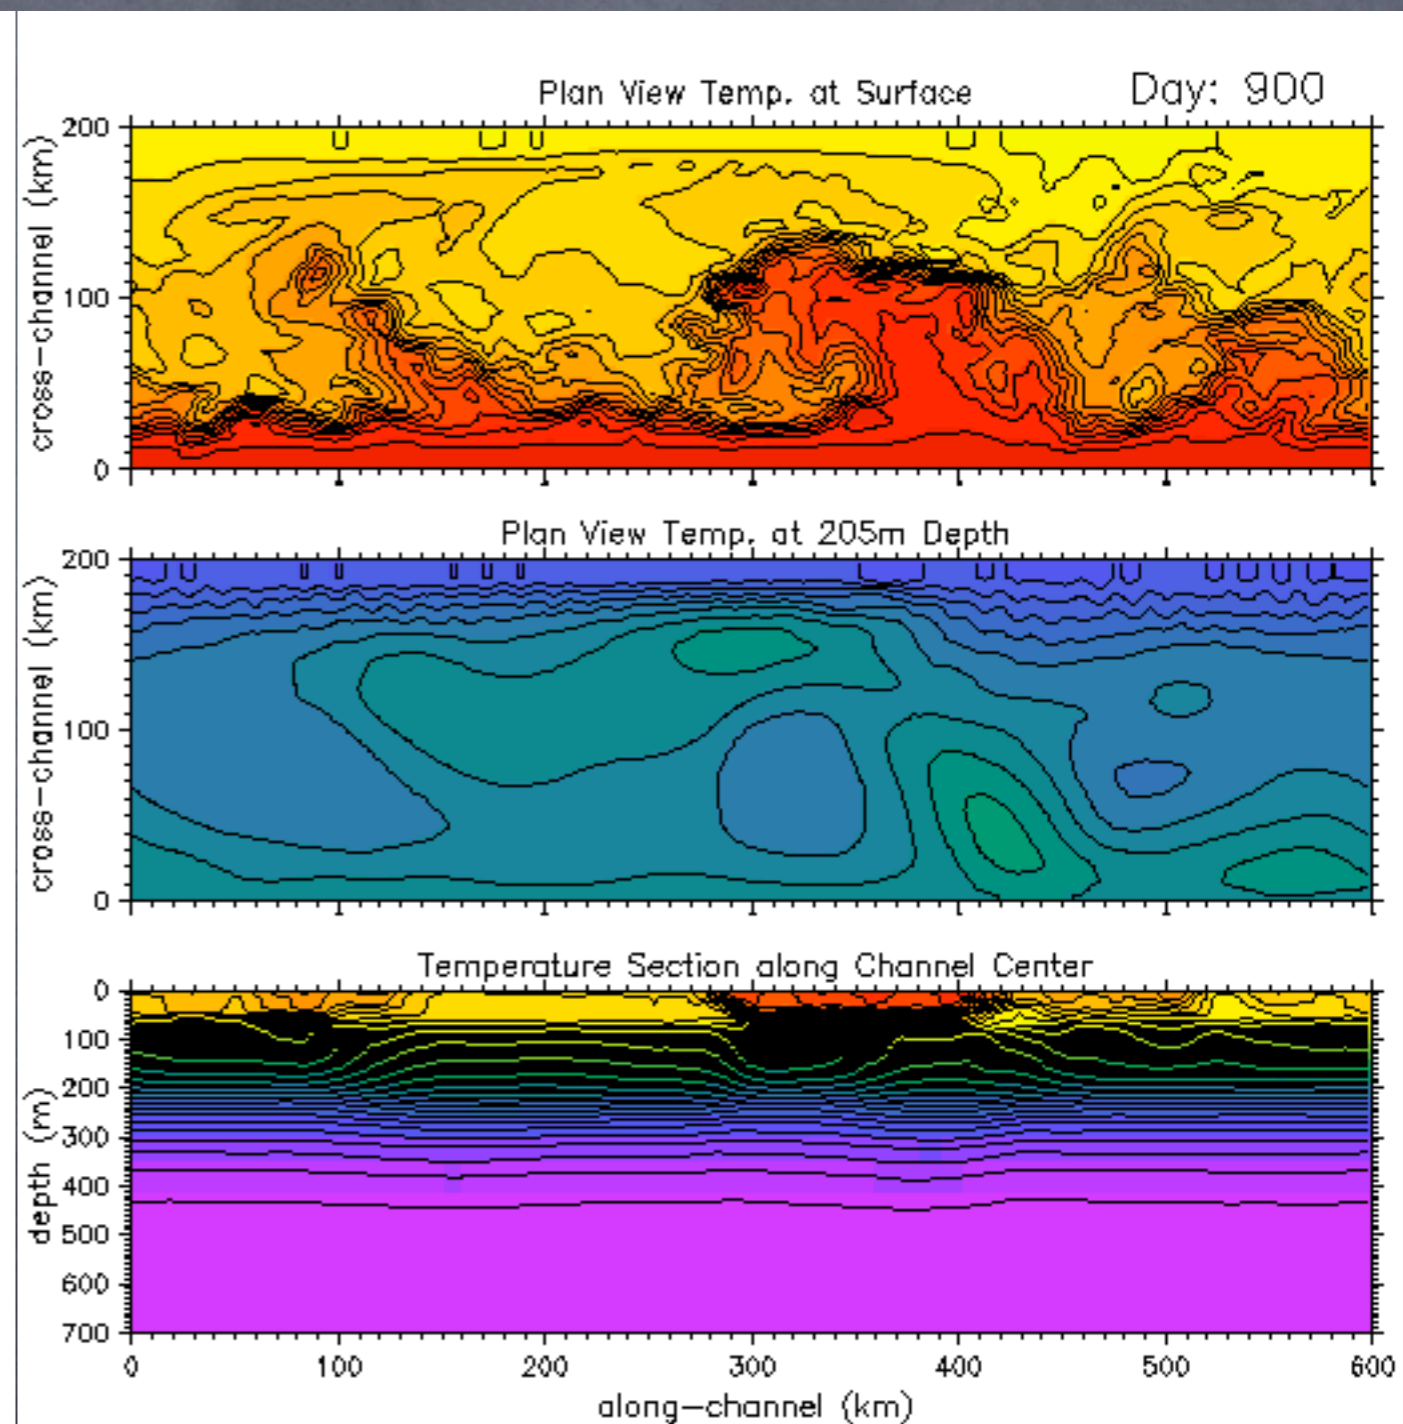 Plan View Temp. at Surface Day: 900
200
100
0
cross-channel (km)
Plan View Temp. at 205m Depth
200
100
0
cross-channel (km)
Temperature Section along Channel Center
0
100
200
300
400
500
600
700
depth (m)
0 100 200 300 400 500 600
along-channel (km)